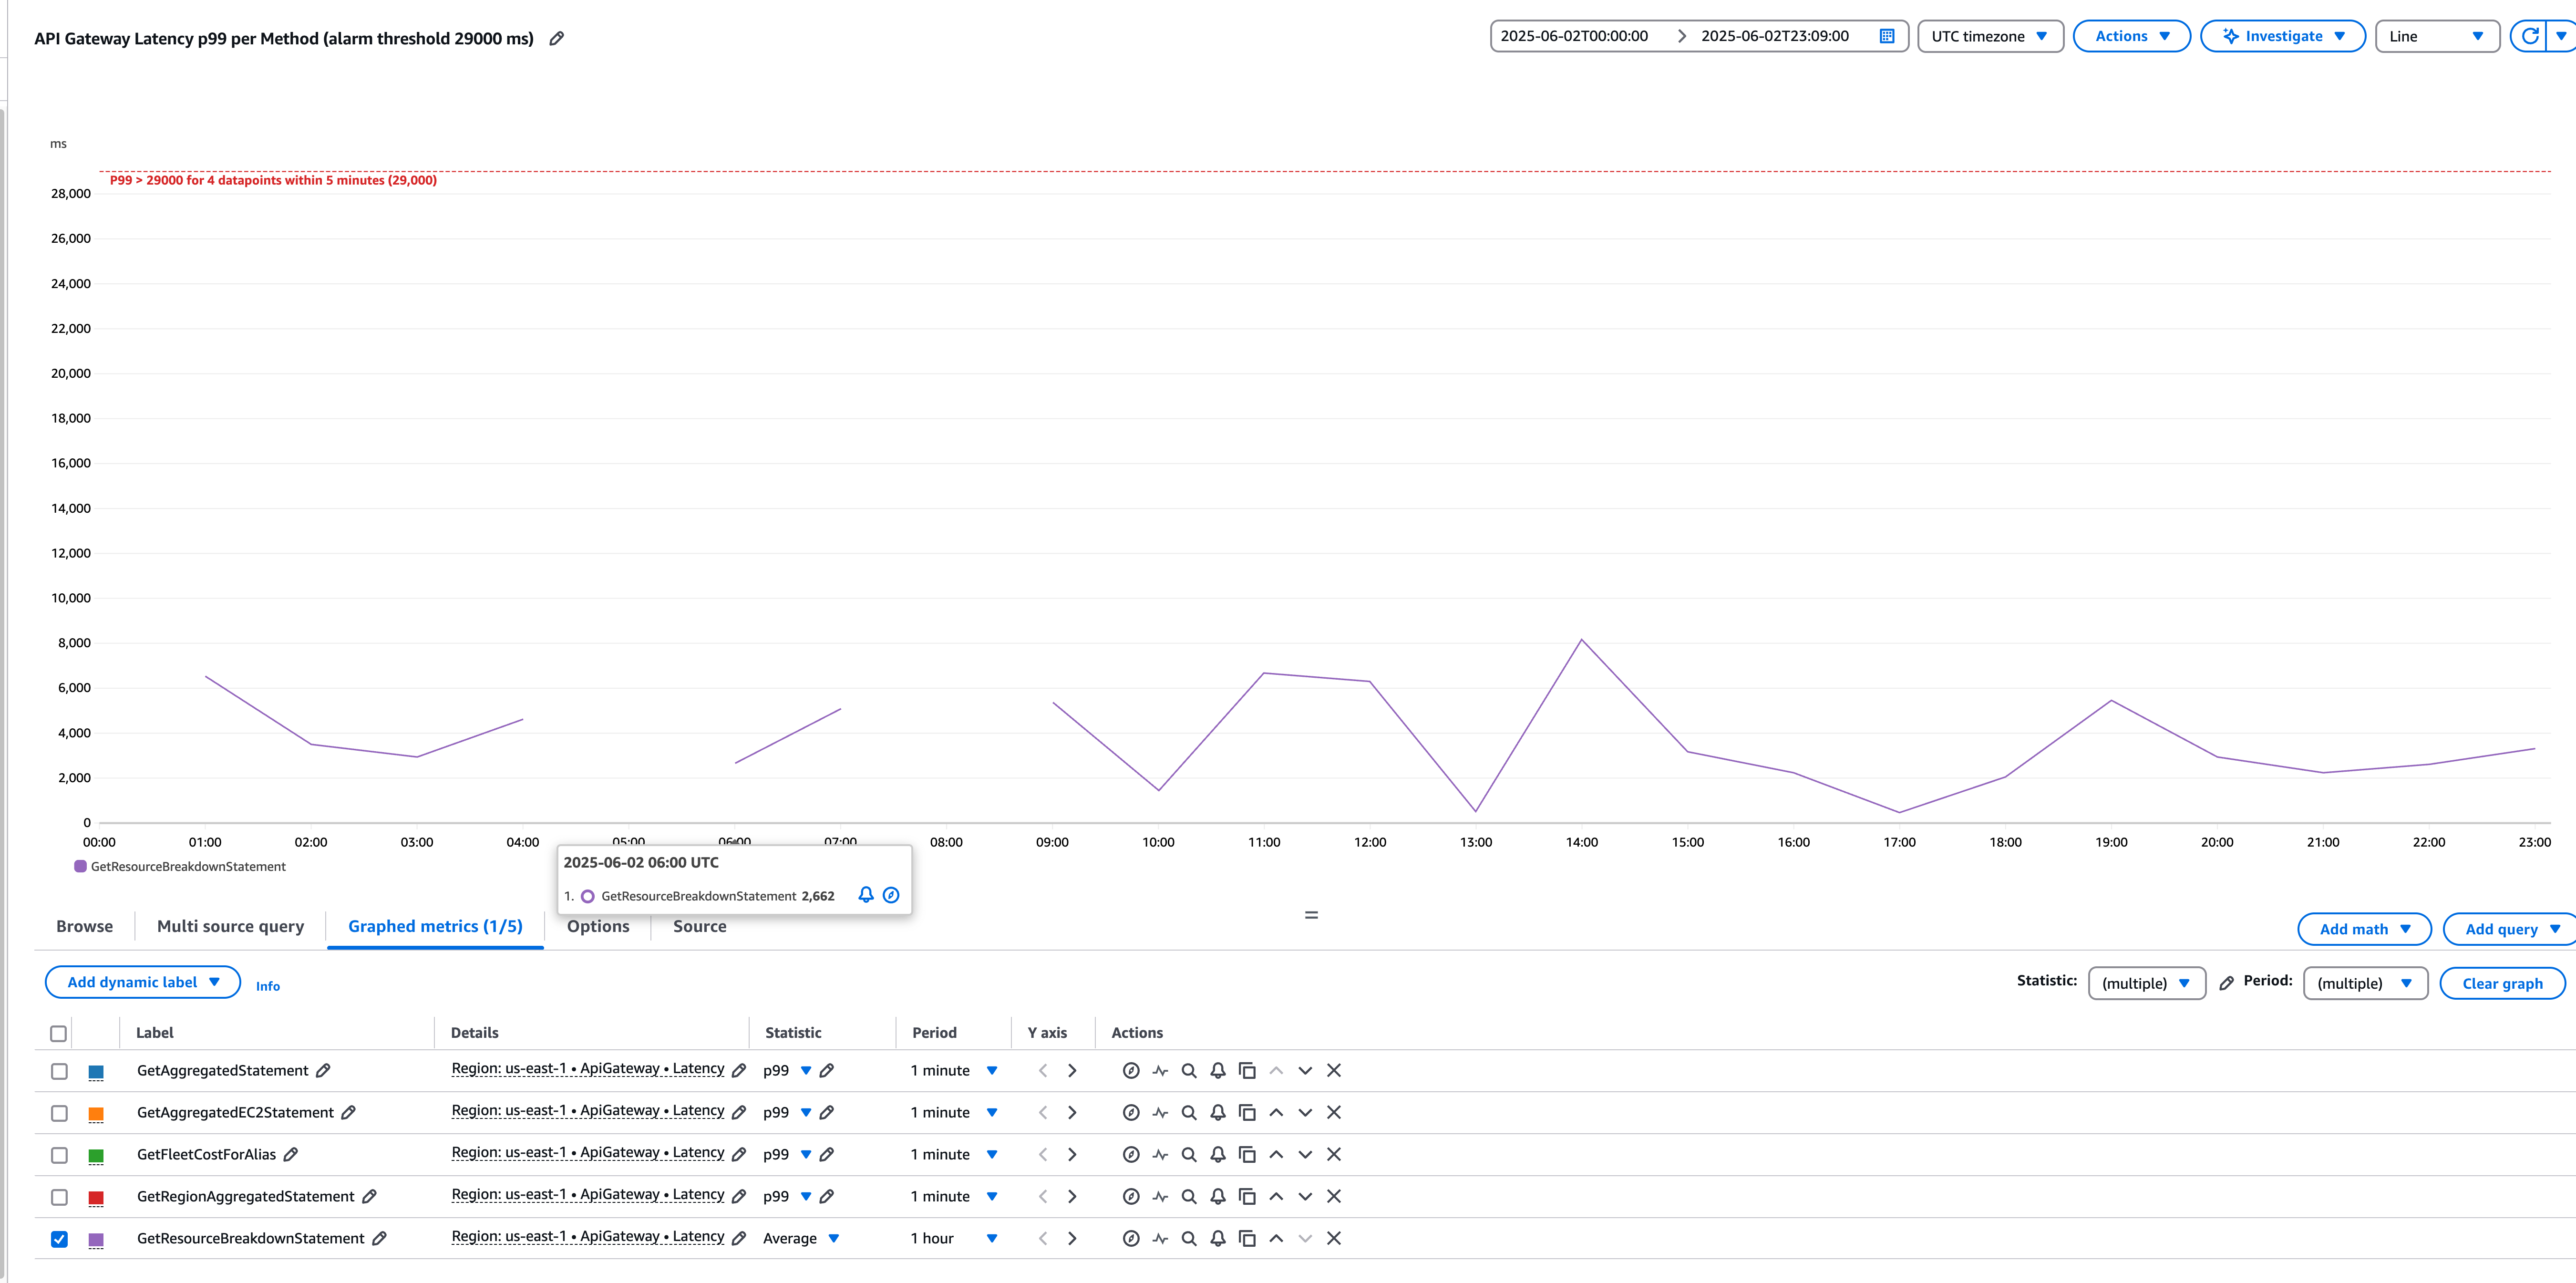 API Gateway Latency p99 per Method (alarm threshold 29000 ms)
2025-06-02T00:00:00 2025-06-02T23:09:00 UTC timezone Actions Investigate Line
ms
P99 > 29000 for 4 datapoints within 5 minutes (29,000)
28,000
26,000
24,000
22,000
20,000
18,000
16,000
14,000
12,000
10,000
8,000
6,000
4,000
2,000
0
00:00 01:00 02:00 03:00 04:00 05:00 06:00 07:00 08:00 09:00 10:00 11:00 12:00 13:00 14:00 15:00 16:00 17:00 18:00 19:00 20:00 21:00 22:00 23:00
GetResourceBreakdownStatement
2025-06-02 06:00 UTC
1. GetResourceBreakdownStatement 2,662
Browse Multi source query Graphed metrics (1/5) Options Source Add math Add query
Add dynamic label Info Statistic: (multiple) Period: (multiple) Clear graph
Label Details Statistic Period Y axis Actions
GetAggregatedStatement Region: us-east-1 • ApiGateway • Latency p99 1 minute
GetAggregatedEC2Statement Region: us-east-1 • ApiGateway • Latency p99 1 minute
GetFleetCostForAlias Region: us-east-1 • ApiGateway • Latency p99 1 minute
GetRegionAggregatedStatement Region: us-east-1 • ApiGateway • Latency p99 1 minute
GetResourceBreakdownStatement Region: us-east-1 • ApiGateway • Latency Average 1 hour